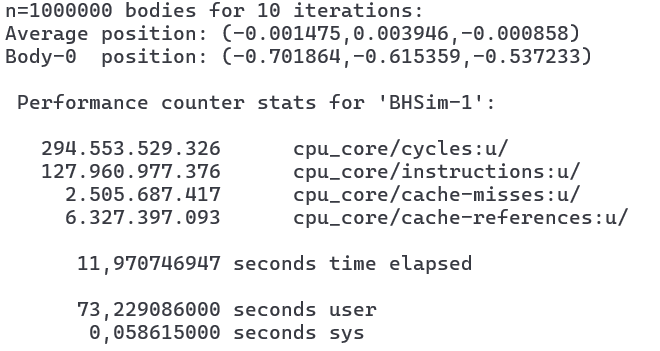 n=1000000 bodies for 10 iterations:
Average position: (-0.001475,0.003946,-0.000858)
Body-0  position: (-0.701864,-0.615359,-0.537233)
Performance counter stats for 'BHSim-1':
294.553.529.326      cpu_core/cycles:u/
127.960.977.376      cpu_core/instructions:u/
2.505.687.417      cpu_core/cache-misses:u/
6.327.397.093      cpu_core/cache-references:u/
11,970746947 seconds time elapsed
73,229086000 seconds user
0,058615000 seconds sys